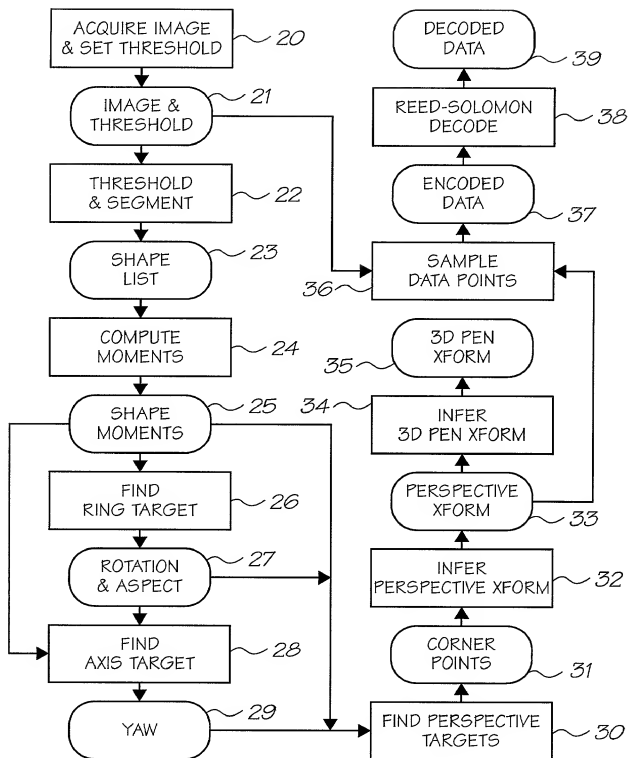 ACQUIRE IMAGE
& SET THRESHOLD
20
IMAGE &
THRESHOLD
21
THRESHOLD
& SEGMENT
22
SHAPE
LIST
23
COMPUTE
MOMENTS
24
SHAPE
MOMENTS
25
FIND
RING TARGET
26
ROTATION
& ASPECT
27
FIND
AXIS TARGET
28
YAW
29
DECODED
DATA
39
REED-SOLOMON
DECODE
38
ENCODED
DATA
37
SAMPLE
DATA POINTS
36
3D PEN
XFORM
35
34
INFER
3D PEN XFORM
PERSPECTIVE
XFORM
33
INFER
PERSPECTIVE XFORM
32
CORNER
POINTS
31
FIND PERSPECTIVE
TARGETS
30